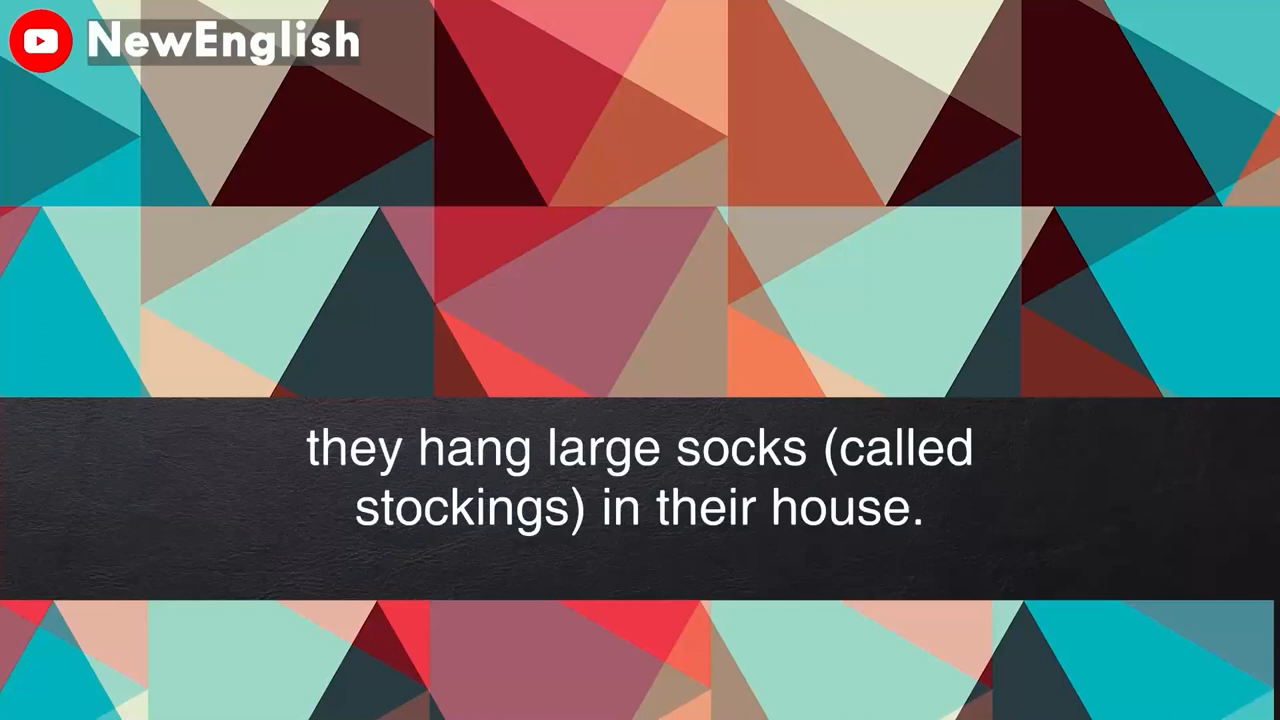 NewEnglish
they hang large socks (called
stockings) in their house.